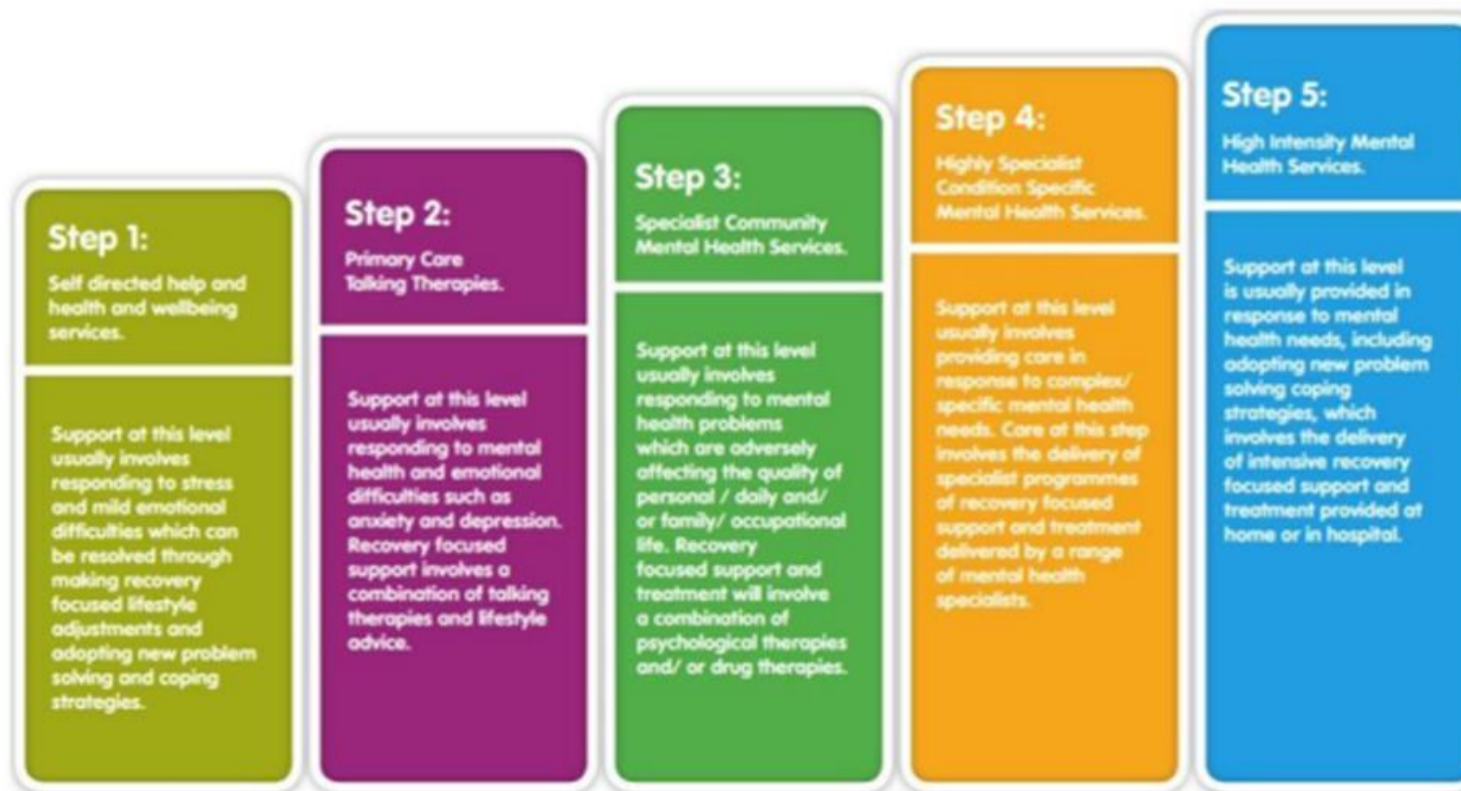 Step 1:
Self directed help and
health and wellbeing
services.
Support at this level
usually involves
responding to stress
and mild emotional
difficulties which can
be resolved through
making recovery
focused lifestyle
adjustments and
adopting new problem
solving and coping
strategies.
Step 2:
Primary Care
Talking Therapies.
Support at this level
usually involves
responding to mental
health and emotional
difficulties such as
anxiety and depression.
Recovery focused
support involves a
combination of talking
therapies and lifestyle
advice.
Step 3:
Specialist Community
Mental Health Services.
Support at this level
usually involves
responding to mental
health problems
which are adversely
affecting the quality of
personal / daily and/
or family/ occupational
life. Recovery
focused support and
treatment will involve
a combination of
psychological therapies
and/ or drug therapies.
Step 4:
Highly Specialist
Condition Specific
Mental Health Services.
Support at this level
usually involves
providing care in
response to complex/
specific mental health
needs. Care at this step
involves the delivery of
specialist programmes
of recovery focused
support and treatment
delivered by a range
of mental health
specialists.
Step 5:
High Intensity Mental
Health Services.
Support at this level
is usually provided in
response to mental
health needs, including
adopting new problem
solving coping
strategies, which
involves the delivery
of intensive recovery
focused support and
treatment provided at
home or in hospital.